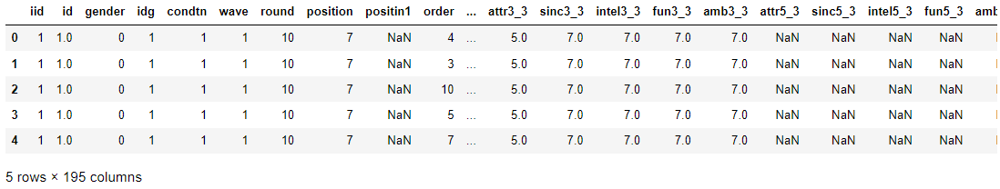 iid id gender idg condtn wave round position positin1 order ... attr3_3 sinc3_3 intel3_3 fun3_3 amb3_3 attr5_3 sinc5_3 intel5_3 fun5_3
0 1 1.0 0 1 1 1 10 7 NaN 4 ... 5.0 7.0 7.0 7.0 7.0 NaN NaN NaN NaN
1 1 1.0 0 1 1 1 10 7 NaN 3 ... 5.0 7.0 7.0 7.0 7.0 NaN NaN NaN NaN
2 1 1.0 0 1 1 1 10 7 NaN 10 ... 5.0 7.0 7.0 7.0 7.0 NaN NaN NaN NaN
3 1 1.0 0 1 1 1 10 7 NaN 5 ... 5.0 7.0 7.0 7.0 7.0 NaN NaN NaN NaN
4 1 1.0 0 1 1 1 10 7 NaN 7 ... 5.0 7.0 7.0 7.0 7.0 NaN NaN NaN NaN
5 rows × 195 columns